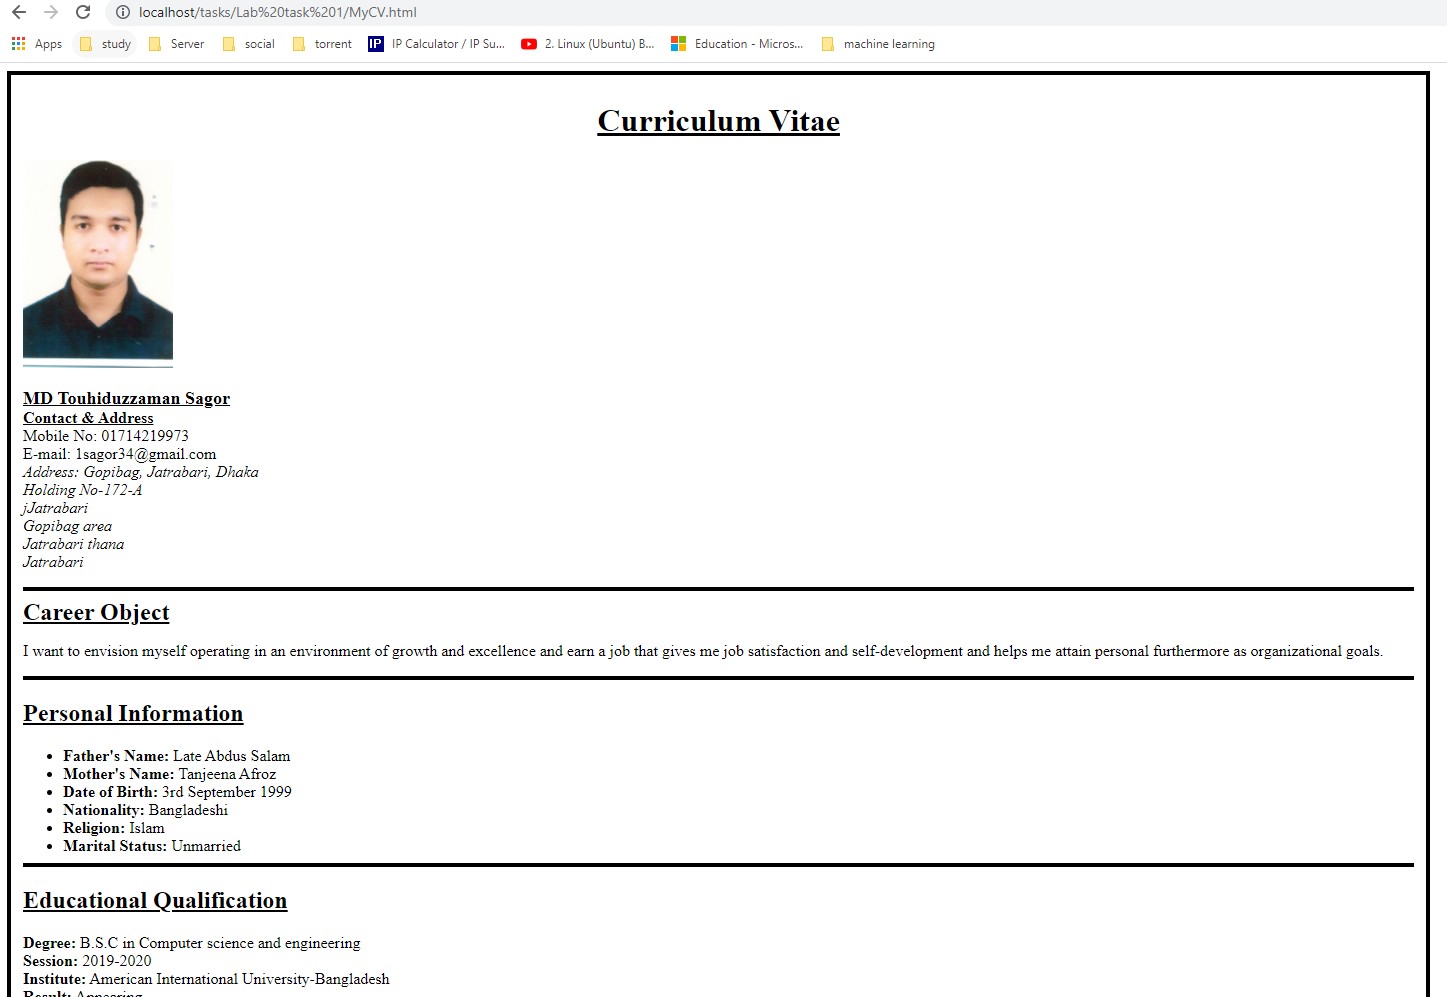 localhost/tasks/Lab%20task%201/MyCV.html
Apps study Server social torrent IP IP Calculator / IP Su... 2. Linux (Ubuntu) B... Education - Micros... machine learning
Curriculum Vitae
MD Touhiduzzaman Sagor
Contact & Address
Mobile No: 01714219973
E-mail: 1sagor34@gmail.com
Address: Gopibag, Jatrabari, Dhaka
Holding No-172-A
jJatrabari
Gopibag area
Jatrabari thana
Jatrabari
Career Object
I want to envision myself operating in an environment of growth and excellence and earn a job that gives me job satisfaction and self-development and helps me attain personal furthermore as organizational goals.
Personal Information
• Father's Name: Late Abdus Salam
• Mother's Name: Tanjeena Afroz
• Date of Birth: 3rd September 1999
• Nationality: Bangladeshi
• Religion: Islam
• Marital Status: Unmarried
Educational Qualification
Degree: B.S.C in Computer science and engineering
Session: 2019-2020
Institute: American International University-Bangladesh
Result: Appearing